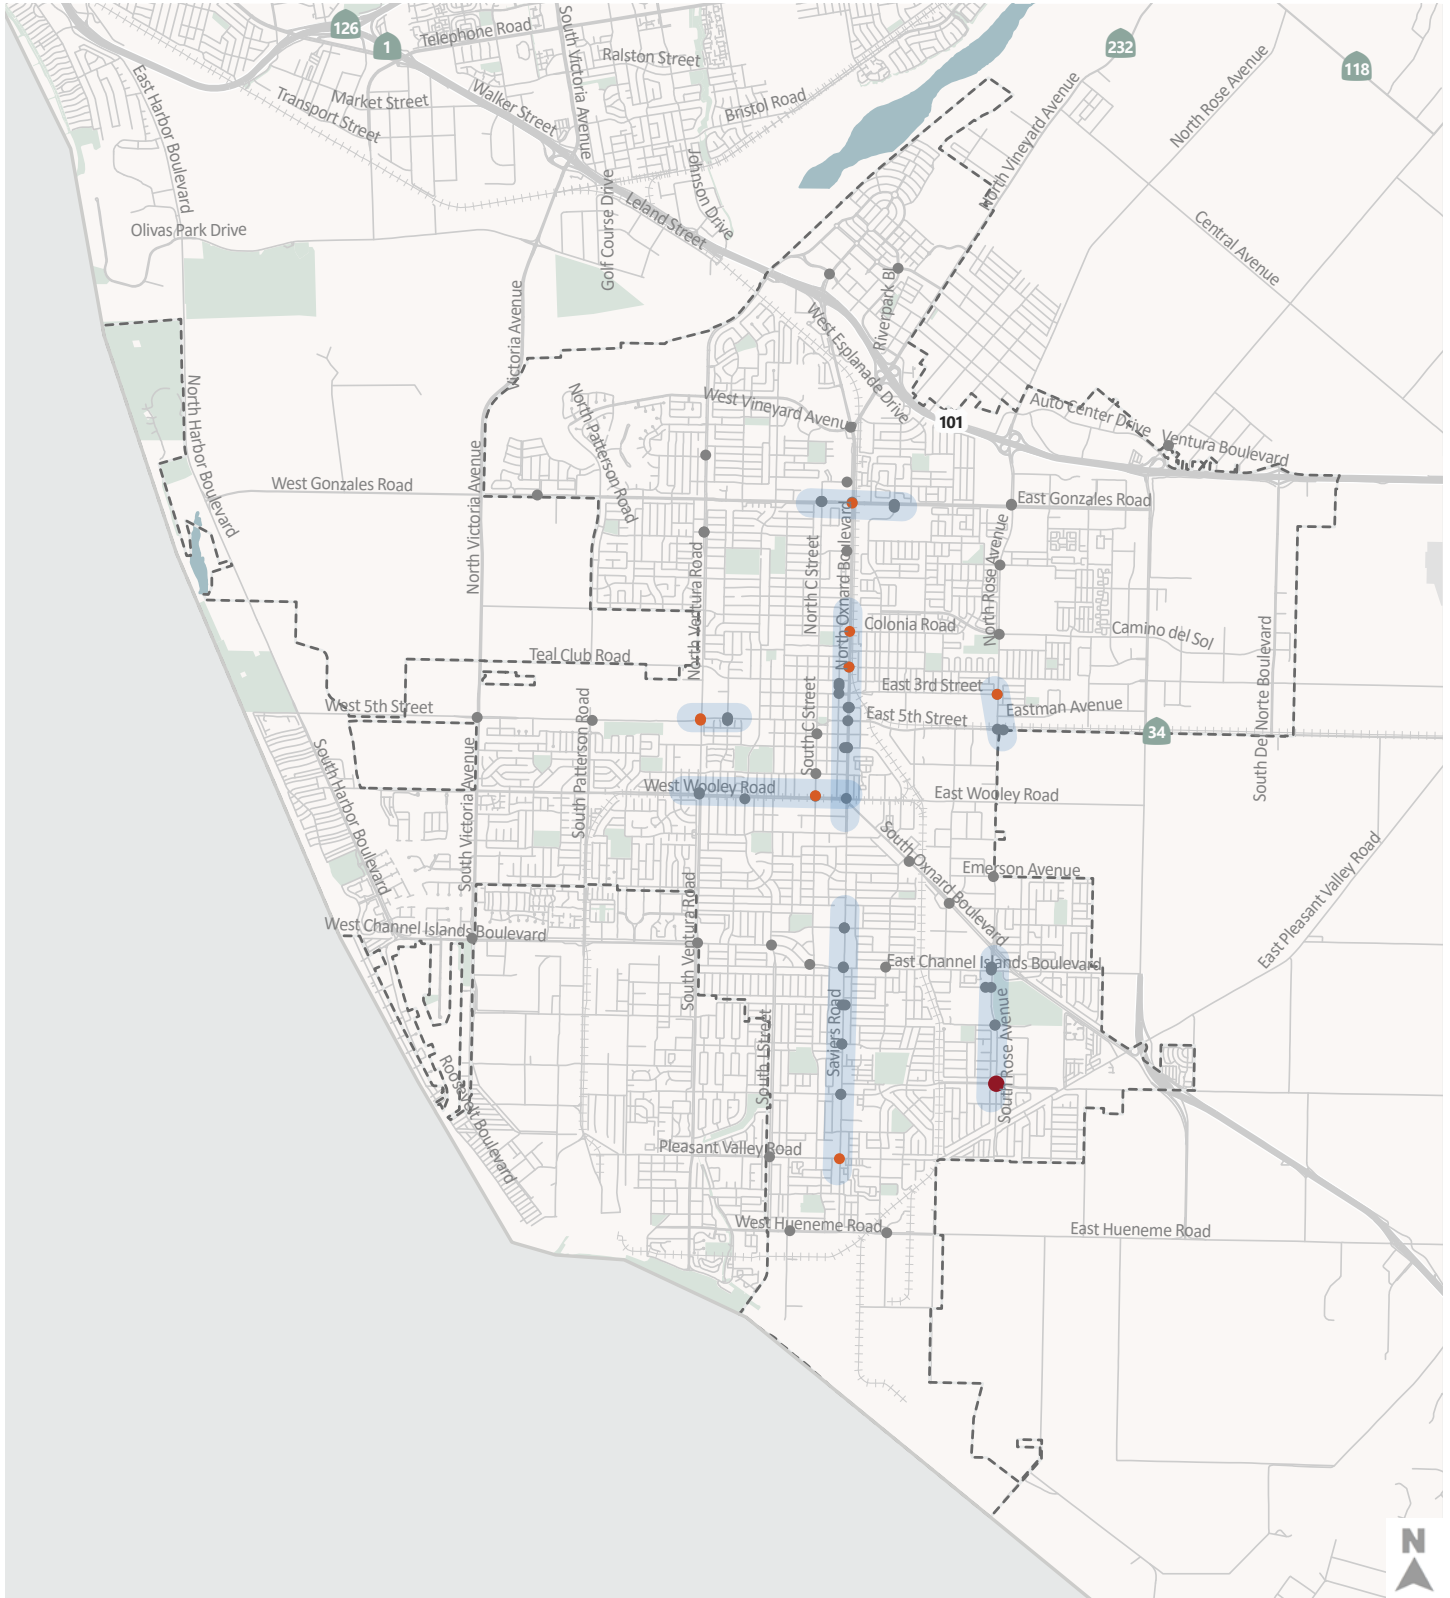 126
1
Telephone Road
South Victoria Avenue
Ralston Street
232
118
East Harbor Boulevard
Transport Street
Market Street
Walker Street
Bristol Road
North Vineyard Avenue
North Rose Avenue
Johnson Drive
Golf Course Drive
Leland Street
Olivas Park Drive
Central Avenue
Victoria Avenue
Riverpark Bl
West Esplanade Drive
North Harbor Boulevard
North Patterson Road
West Vineyard Avenu
101
Auto Center Drive
Ventura Boulevard
West Gonzales Road
East Gonzales Road
North Victoria Avenue
North Ventura Road
North C Street
North Oxnard Boulevard
North Rose Avenue
Colonia Road
Camino del Sol
Teal Club Road
East 3rd Street
West 5th Street
East 5th Street
Eastman Avenue
34
South Del Norte Boulevard
South Harbor Boulevard
South Victoria Avenue
South Patterson Road
South C Street
West Wooley Road
East Wooley Road
South Oxnard Boulevard
Emerson Avenue
East Pleasant Valley Road
West Channel Islands Boulevard
South Ventura Road
East Channel Islands Boulevard
Saviers Road
South J Street
South Rose Avenue
Roosevelt Boulevard
Pleasant Valley Road
West Hueneme Road
East Hueneme Road
N